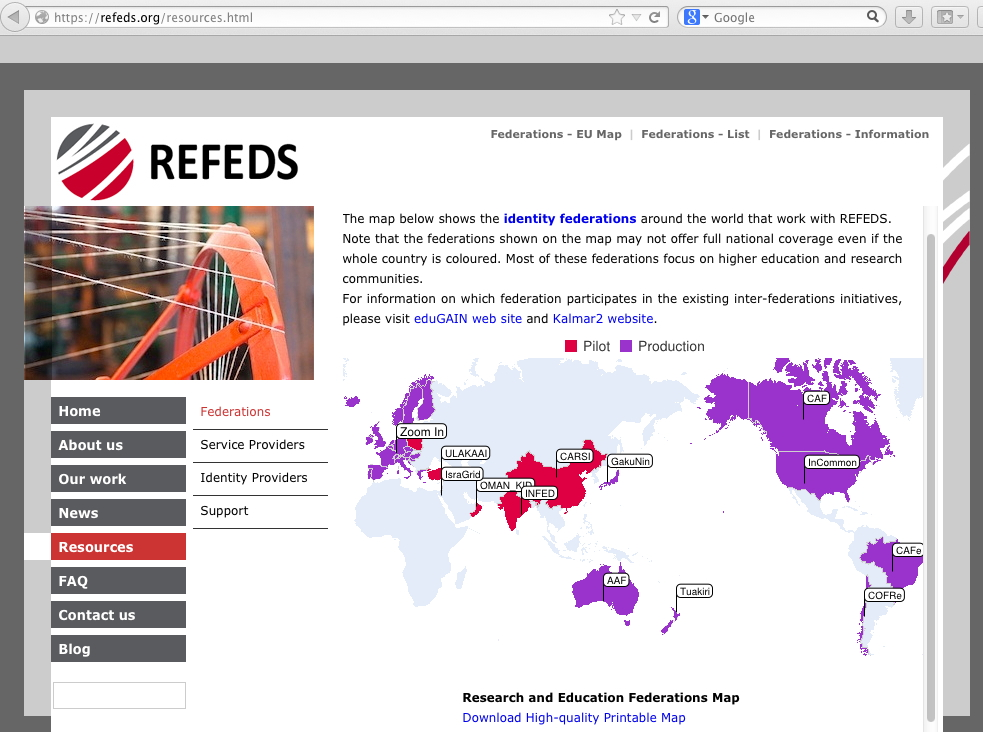 https://refeds.org/resources.html
Google
Federations - EU Map | Federations - List | Federations - Information
REFEDS
The map below shows the identity federations around the world that work with REFEDS.
Note that the federations shown on the map may not offer full national coverage even if the
whole country is coloured. Most of these federations focus on higher education and research
communities.
For information on which federation participates in the existing inter-federations initiatives,
please visit eduGAIN web site and Kalmar2 website.
Pilot Production
CAF
Zoom In
ULAKAAI
CARSI
GakuNin
InCommon
IsraGrid
OMAN_KID
INFED
CAFe
AAF
Tuakiri
COFRe
Home
About us
Our work
News
Resources
FAQ
Contact us
Blog
Federations
Service Providers
Identity Providers
Support
Research and Education Federations Map
Download High-quality Printable Map